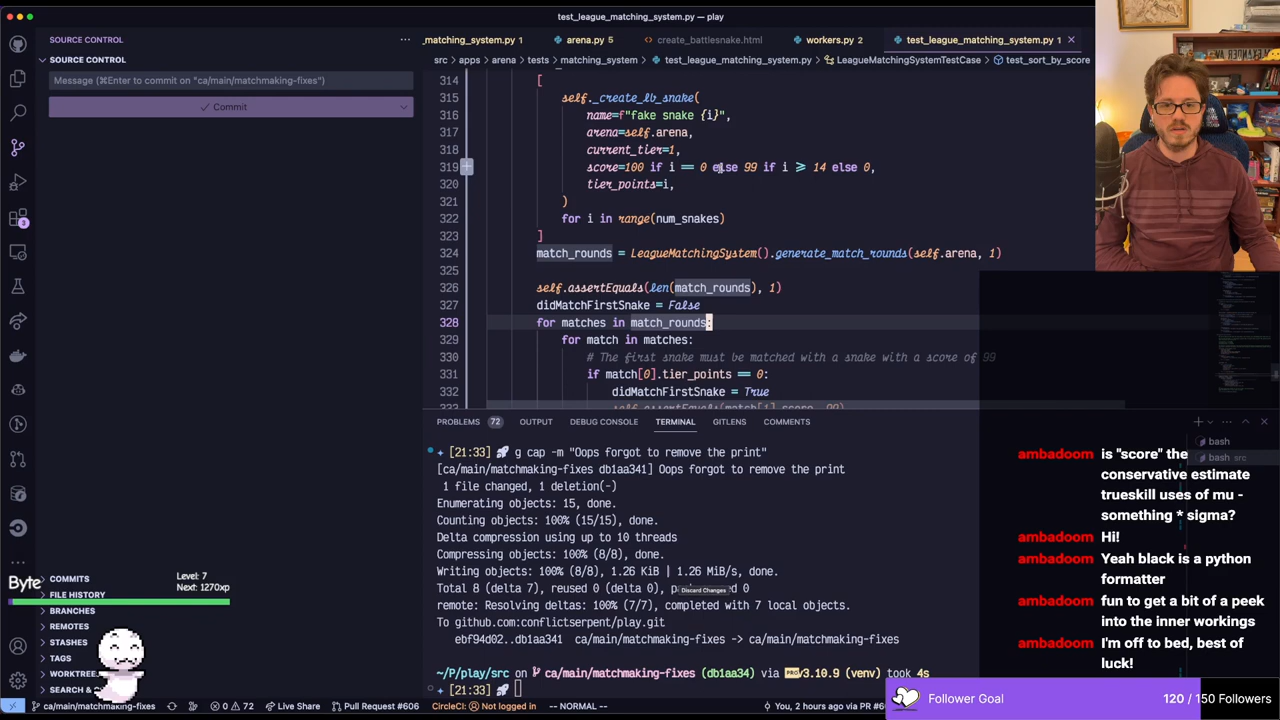 test_league_matching_system.py — play
SOURCE CONTROL
_matching_system.py 1
arena.py 5
create_battlesnake.html
workers.py 2
test_league_matching_system.py 1
SOURCE CONTROL
src > apps > arena > tests > matching_system > test_league_matching_system.py > LeagueMatchingSystemTestCase > test_sort_by_score
Message (⌘Enter to commit on "ca/main/matchmaking-fixes")
Commit
314 [
315 self._create_lb_snake(
316 name=f"fake snake {i}",
317 arena=self.arena,
318 current_tier=1,
319 score=100 if i == 0 else 99 if i >= 14 else 0,
320 tier_points=i,
321 )
322 for i in range(num_snakes)
323 ]
324 match_rounds = LeagueMatchingSystem().generate_match_rounds(self.arena, 1)
325
326 self.assertEquals(len(match_rounds), 1)
327 didMatchFirstSnake = False
328 for matches in match_rounds:
329 for match in matches:
330 # The first snake must be matched with a snake with a score of 99
331 if match[0].tier_points == 0:
332 didMatchFirstSnake = True
333 self.assertEquals(match[1].score, 99)
PROBLEMS 72 OUTPUT DEBUG CONSOLE TERMINAL GITLENS COMMENTS
[21:33] g cap -m "Oops forgot to remove the print"
[ca/main/matchmaking-fixes db1aa341] Oops forgot to remove the print
1 file changed, 1 deletion(-)
Enumerating objects: 15, done.
Counting objects: 100% (15/15), done.
Delta compression using up to 10 threads
Compressing objects: 100% (8/8), done.
Writing objects: 100% (8/8), 1.26 KiB | 1.26 MiB/s, done.
Total 8 (delta 7), reused 0 (delta 0), 0
Discard Changes
remote: Resolving deltas: 100% (7/7), completed with 7 local objects.
To github.com/conflictserpent/play.git
ebf94d02..db1aa341 ca/main/matchmaking-fixes -> ca/main/matchmaking-fixes
~/P/play/src on ca/main/matchmaking-fixes (db1aa34) via v3.10.9 (venv) took 4s
[21:33]
bash
bash src
ambadoom is "score" the
conservative estimate
trueskill uses of mu -
something * sigma?
ambadoom Hi!
ambadoom Yeah black is a python
formatter
ambadoom fun to get a bit of a peek
into the inner workings
ambadoom I'm off to bed, best of
luck!
Byte
Level: 7
Next: 1270xp
COMMITS
FILE HISTORY
BRANCHES
REMOTES
STASHES
TAGS
WORKTREE
SEARCH &
Follower Goal 120 / 150 Followers
ca/main/matchmaking-fixes 0 72 Live Share Pull Request #606 CircleCI: Not logged in -- NORMAL -- You, 2 hours ago via PR